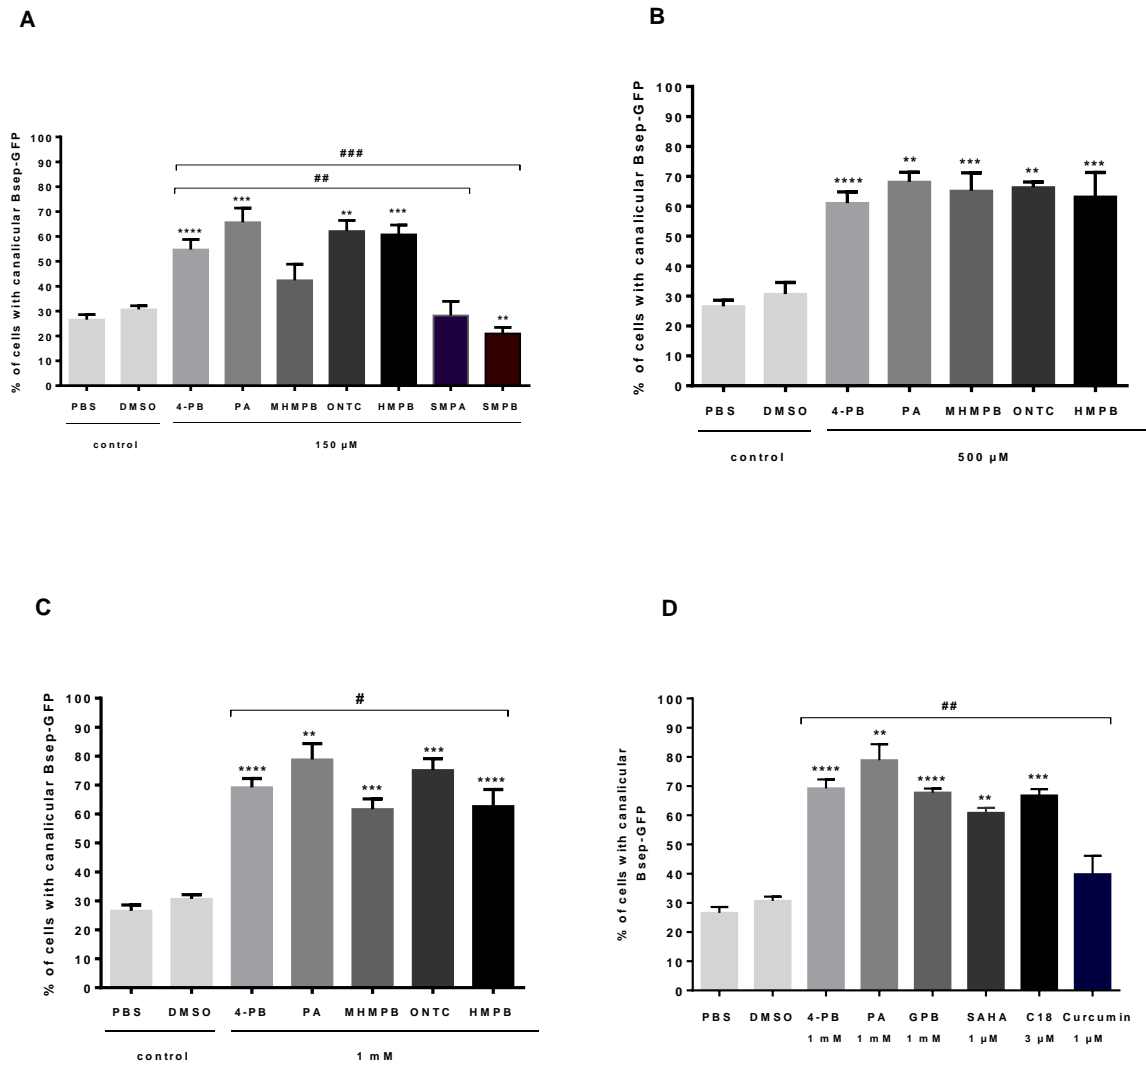 A
% of cells with canalicular Bsep-GFP
100
90
80
70
60
50
40
30
20
10
0
###
##
**** *** ** *** **
PBS DMSO 4-PB PA MHMPB ONTC HMPB SMPA SMPB
control 150 µM
B
% of cells with canalicular Bsep-GFP
100
90
80
70
60
50
40
30
20
10
0
**** ** *** ** ***
PBS DMSO 4-PB PA MHMPB ONTC HMPB
control 500 µM
C
% of cells with canalicular Bsep-GFP
100
90
80
70
60
50
40
30
20
10
0
#
**** ** *** *** ****
PBS DMSO 4-PB PA MHMPB ONTC HMPB
control 1 mM
D
% of cells with canalicular
Bsep-GFP
100
90
80
70
60
50
40
30
20
10
0
##
**** ** **** ** ***
PBS DMSO 4-PB PA GPB SAHA C18 Curcumin
1 mM 1 mM 1 mM 1 µM 3 µM 1 µM